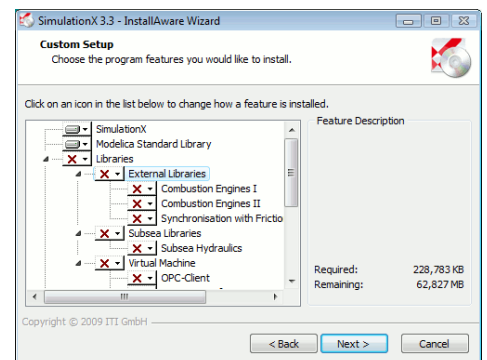 SimulationX 3.3 - InstallAware Wizard
Custom Setup
Choose the program features you would like to install.
Click on an icon in the list below to change how a feature is installed.
SimulationX
Modelica Standard Library
Libraries
External Libraries
Combustion Engines I
Combustion Engines II
Synchronisation with Frictio
Subsea Libraries
Subsea Hydraulics
Virtual Machine
OPC-Client
Feature Description
Required: 228,783 KB
Remaining: 62,827 MB
Copyright © 2009 ITI GmbH
< Back Next > Cancel